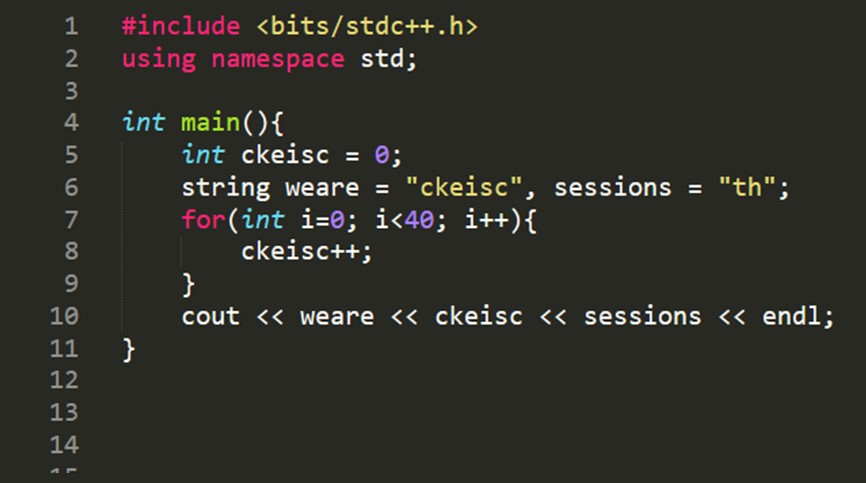 1 #include <bits/stdc++.h>
2 using namespace std;
3
4 int main(){
5 int ckeisc = 0;
6 string weare = "ckeisc", sessions = "th";
7 for(int i=0; i<40; i++){
8 ckeisc++;
9 }
10 cout << weare << ckeisc << sessions << endl;
11 }
12
13
14